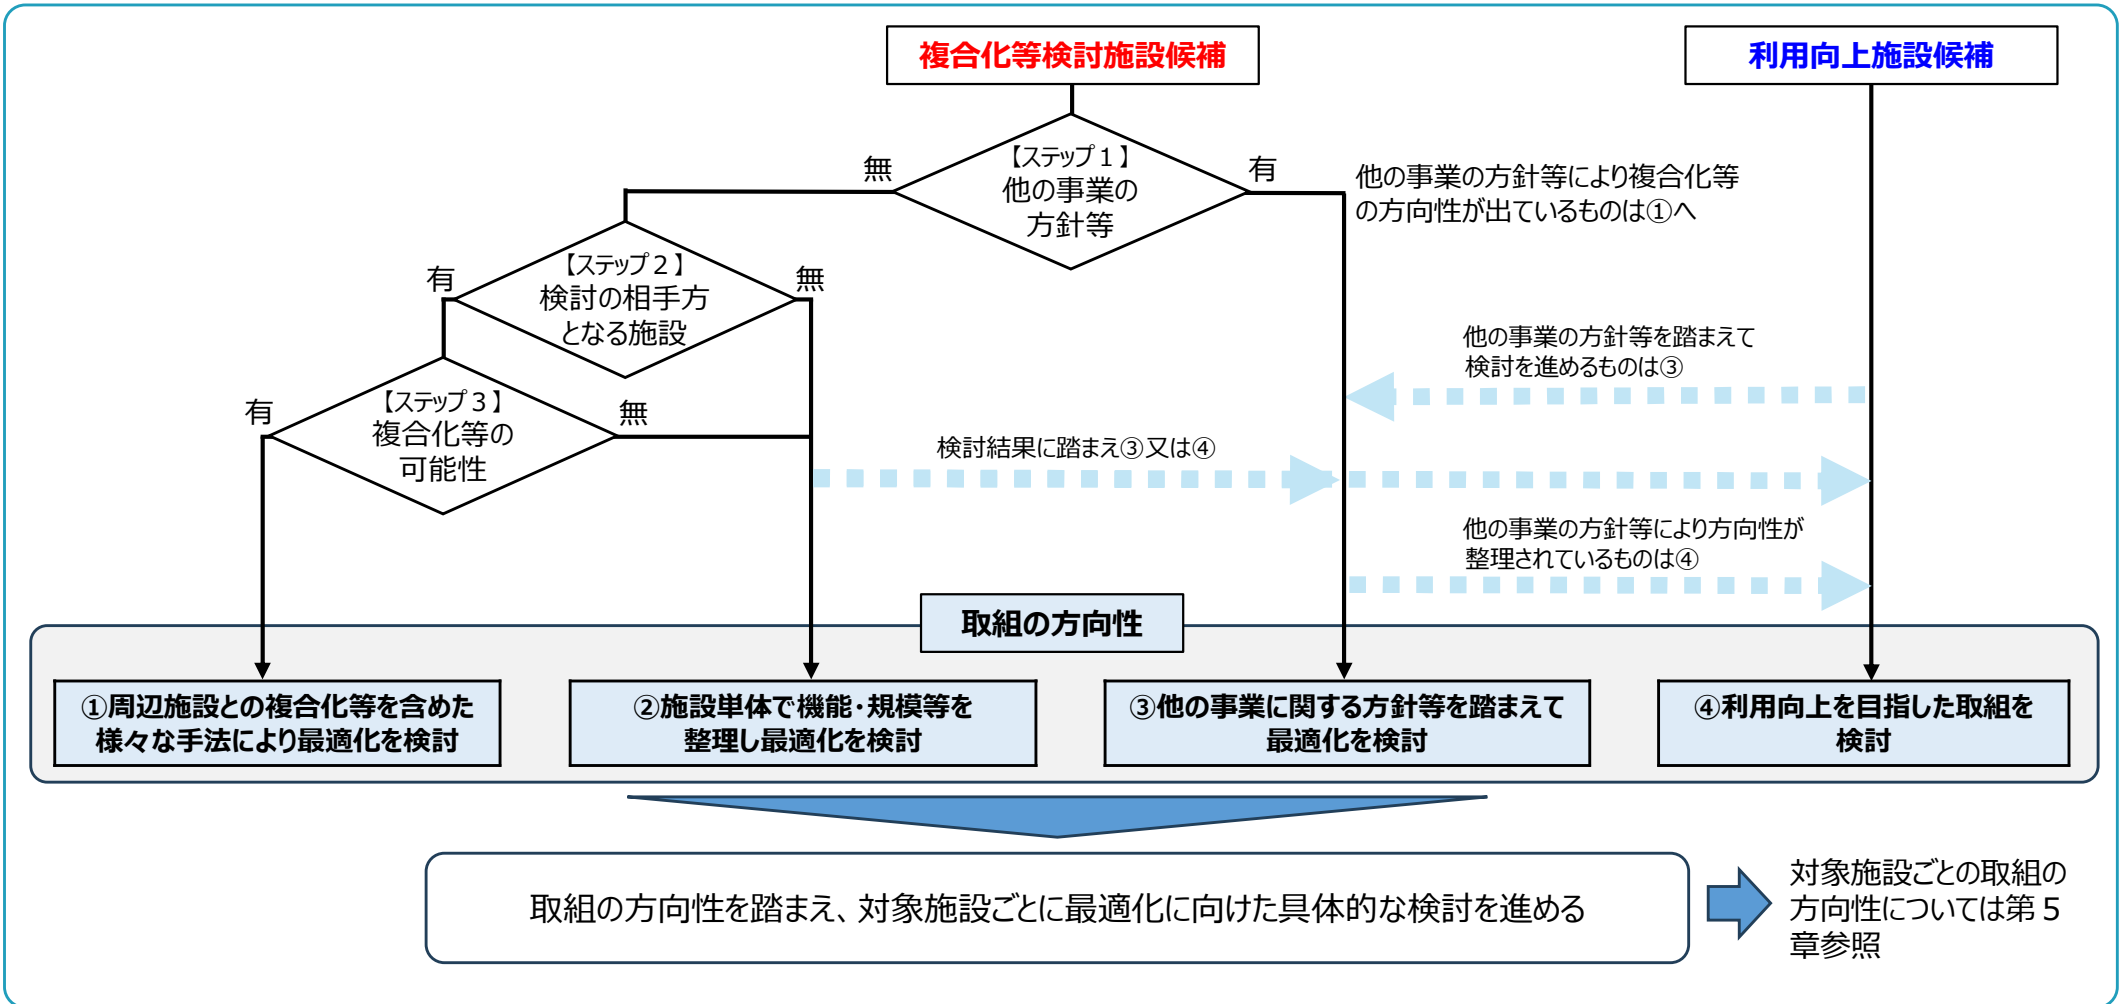 複合化等検討施設候補
利用向上施設候補
【ステップ１】
他の事業の
方針等
無
有
他の事業の方針等により複合化等
の方向性が出ているものは①へ
【ステップ２】
検討の相手方
となる施設
有
無
他の事業の方針等を踏まえて
検討を進めるものは③
【ステップ３】
複合化等の
可能性
有
無
検討結果に踏まえ③又は④
他の事業の方針等により方向性が
整理されているものは④
取組の方向性
①周辺施設との複合化等を含めた
様々な手法により最適化を検討
②施設単体で機能・規模等を
整理し最適化を検討
③他の事業に関する方針等を踏まえて
最適化を検討
④利用向上を目指した取組を
検討
取組の方向性を踏まえ、対象施設ごとに最適化に向けた具体的な検討を進める
対象施設ごとの取組の
方向性については第５
章参照